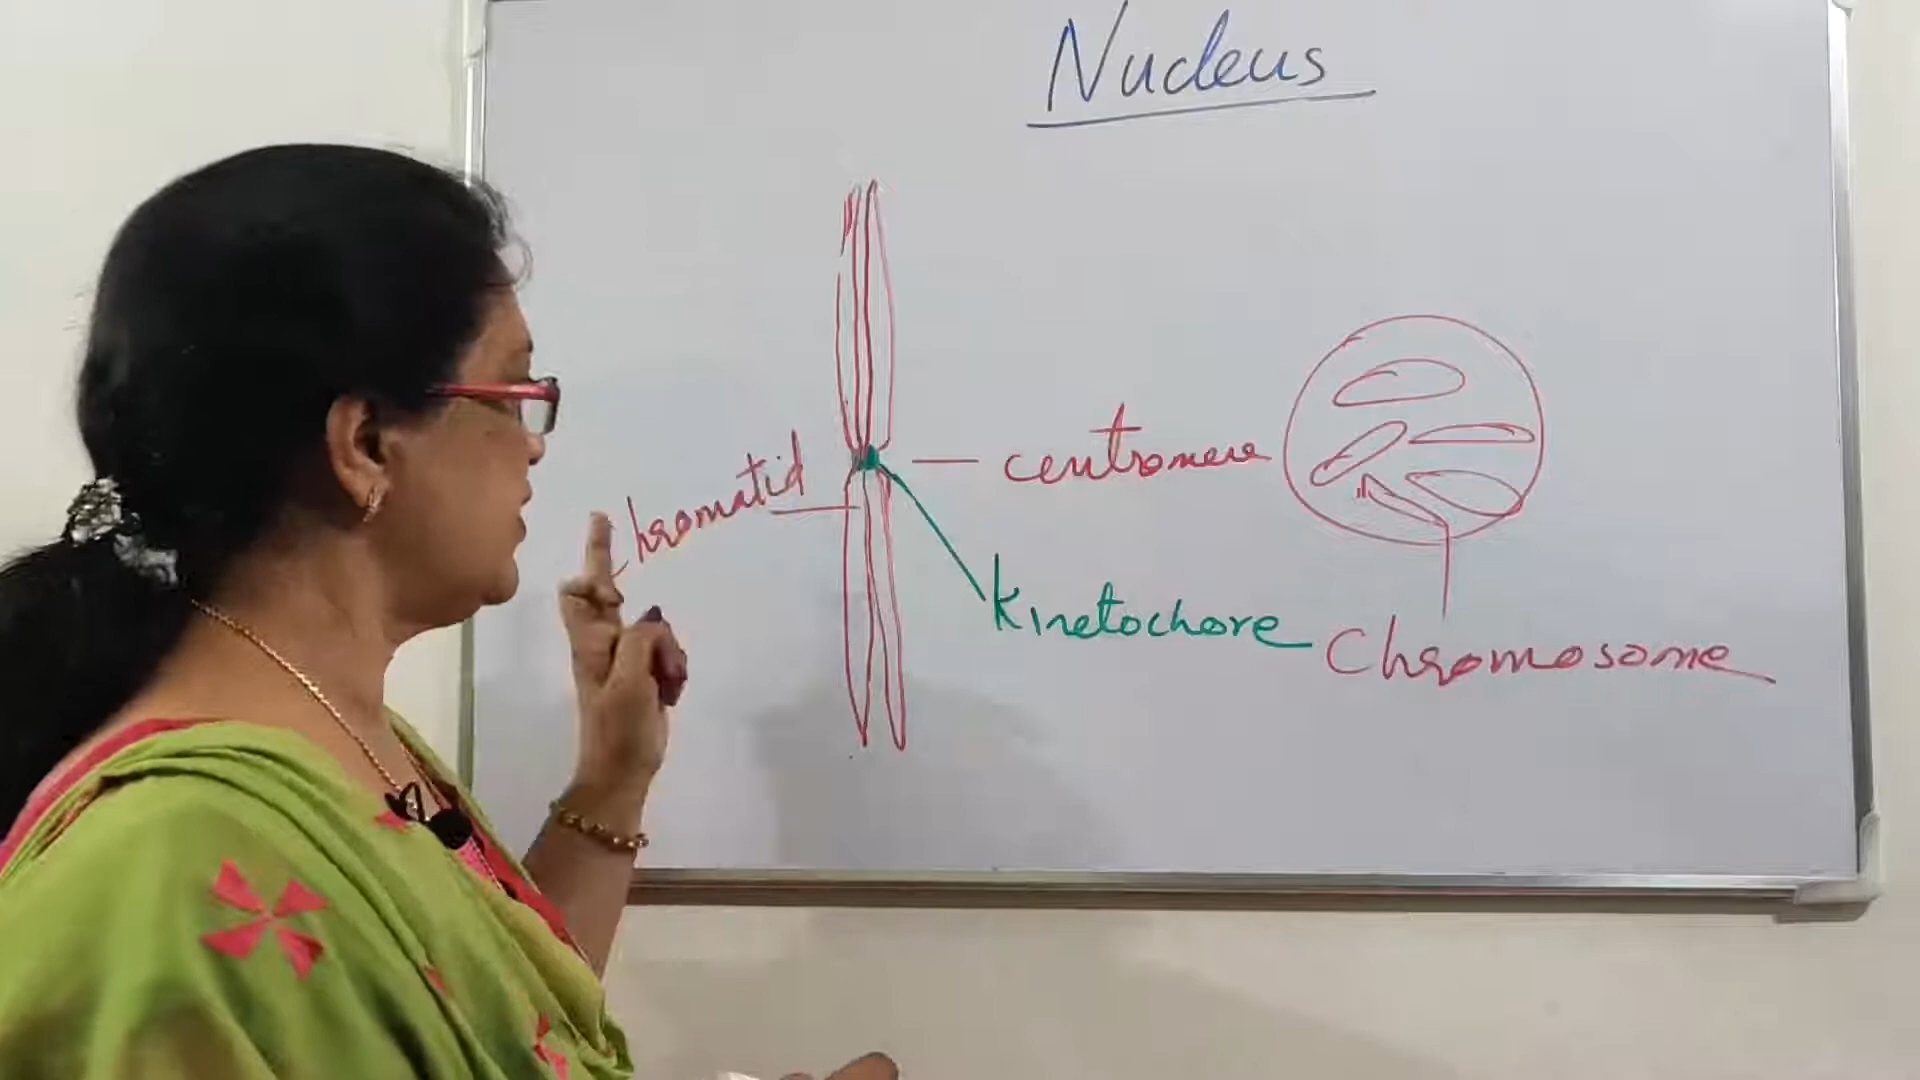 Nucleus
centromere
Chromatid
Kinetochore
Chromosome